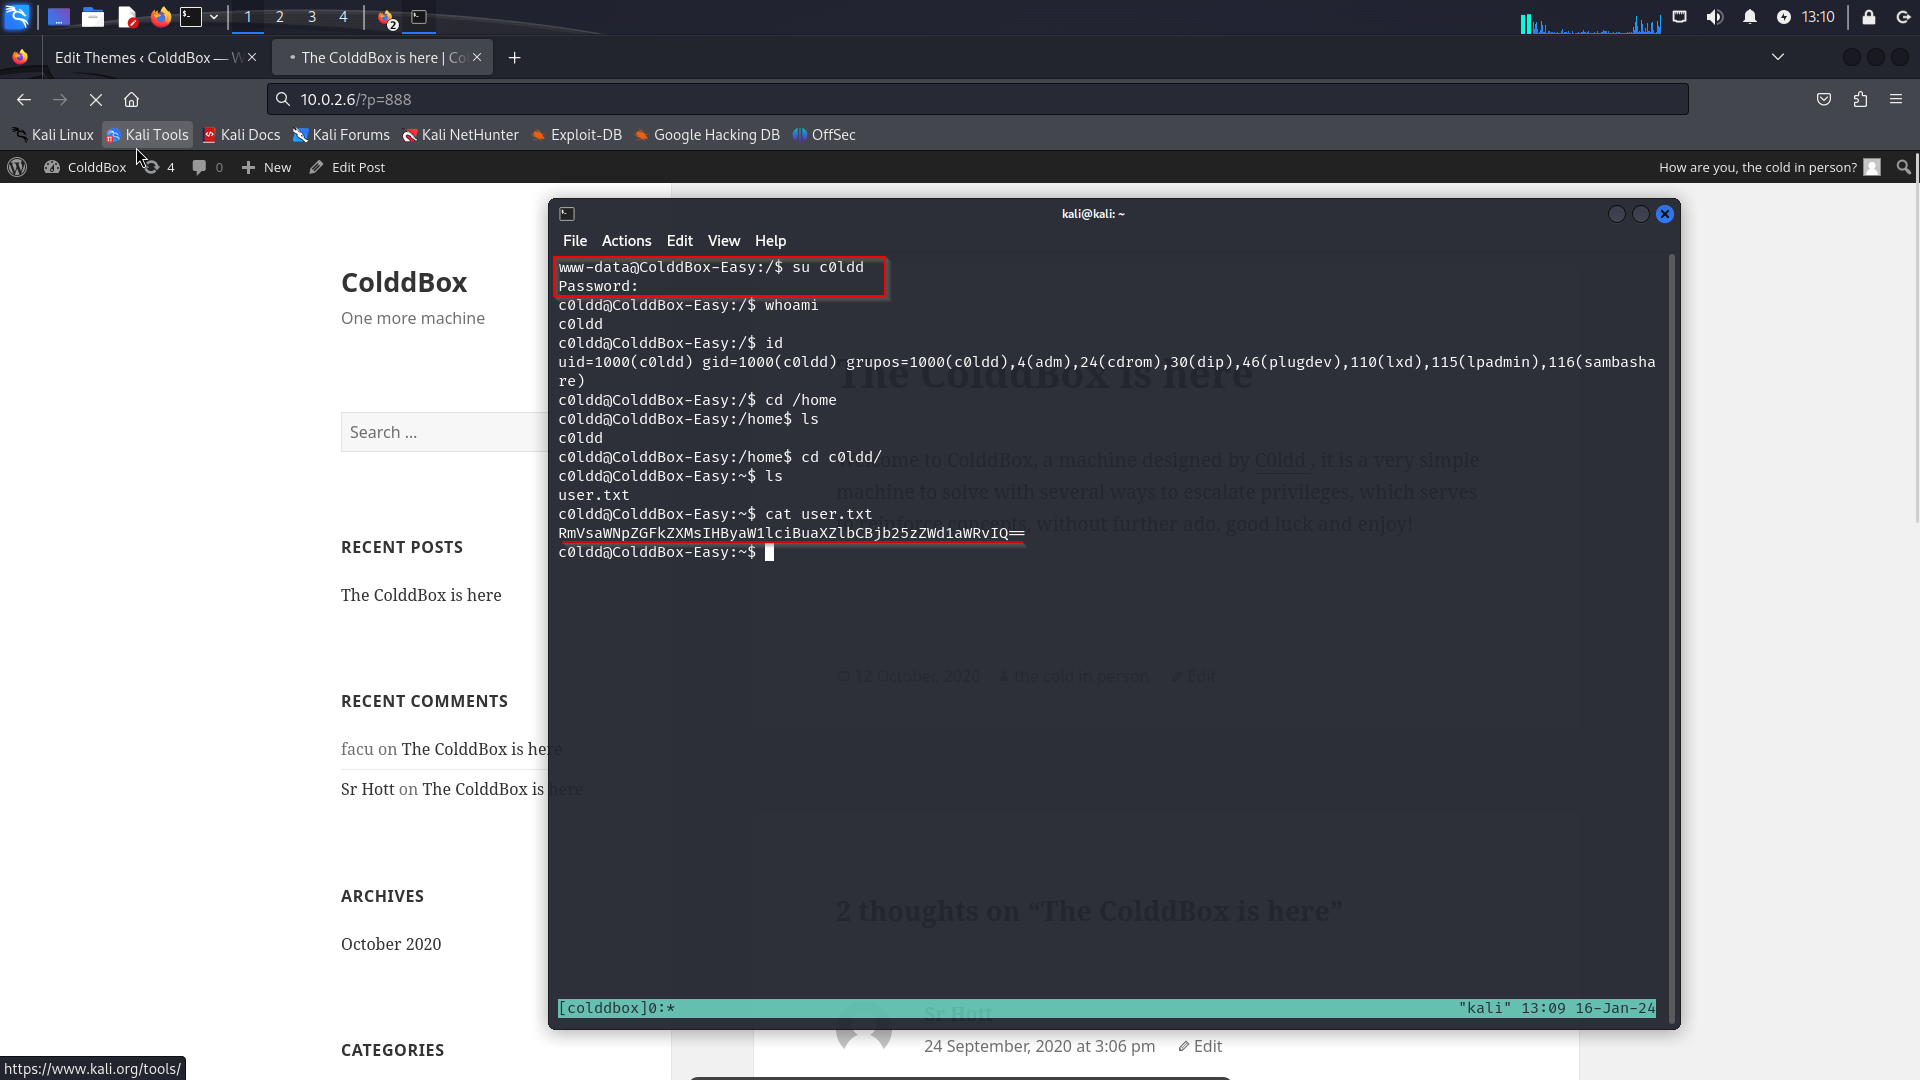 1 2 3 4
2
13:10
Edit Themes ‹ ColddBox — W
The ColddBox is here | Co
10.0.2.6/?p=888
Kali Linux Kali Tools Kali Docs Kali Forums Kali NetHunter Exploit-DB Google Hacking DB OffSec
ColddBox 4 0 New Edit Post How are you, the cold in person?
ColddBox
One more machine
Search ...
RECENT POSTS
The ColddBox is here
RECENT COMMENTS
facu on The ColddBox is here
Sr Hott on The ColddBox is here
ARCHIVES
October 2020
CATEGORIES
https://www.kali.org/tools/
kali@kali: ~
File Actions Edit View Help
www-data@ColddBox-Easy:/$ su c0ldd
Password:
c0ldd@ColddBox-Easy:/$ whoami
c0ldd
c0ldd@ColddBox-Easy:/$ id
uid=1000(c0ldd) gid=1000(c0ldd) grupos=1000(c0ldd),4(adm),24(cdrom),30(dip),46(plugdev),110(lxd),115(lpadmin),116(sambasha
re)
c0ldd@ColddBox-Easy:/$ cd /home
c0ldd@ColddBox-Easy:/home$ ls
c0ldd
c0ldd@ColddBox-Easy:/home$ cd c0ldd/
c0ldd@ColddBox-Easy:~$ ls
user.txt
c0ldd@ColddBox-Easy:~$ cat user.txt
RmVsaWNpZGFkZXMsIHByaW1lciBuaXZlbCBjb25zZWd1aWRvIQ==
c0ldd@ColddBox-Easy:~$
[colddbox]0:* "kali" 13:09 16-Jan-24
The ColddBox is here
to ColddBox, a machine designed by C0ldd , it is a very simple
machine to solve with several ways to escalate privileges, which serves
without further ado, good luck and enjoy!
12 October, 2020 the cold in person Edit
2 thoughts on “The ColddBox is here”
Sr Hott
24 September, 2020 at 3:06 pm Edit